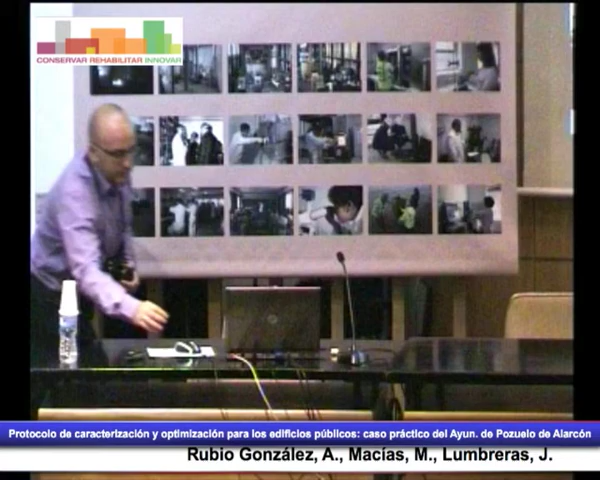 CONSERVAR REHABILITAR INNOVAR
Protocolo de caracterización y optimización para los edificios públicos: caso práctico del Ayun. de Pozuelo de Alarcón
Rubio González, A., Macías, M., Lumbreras, J.